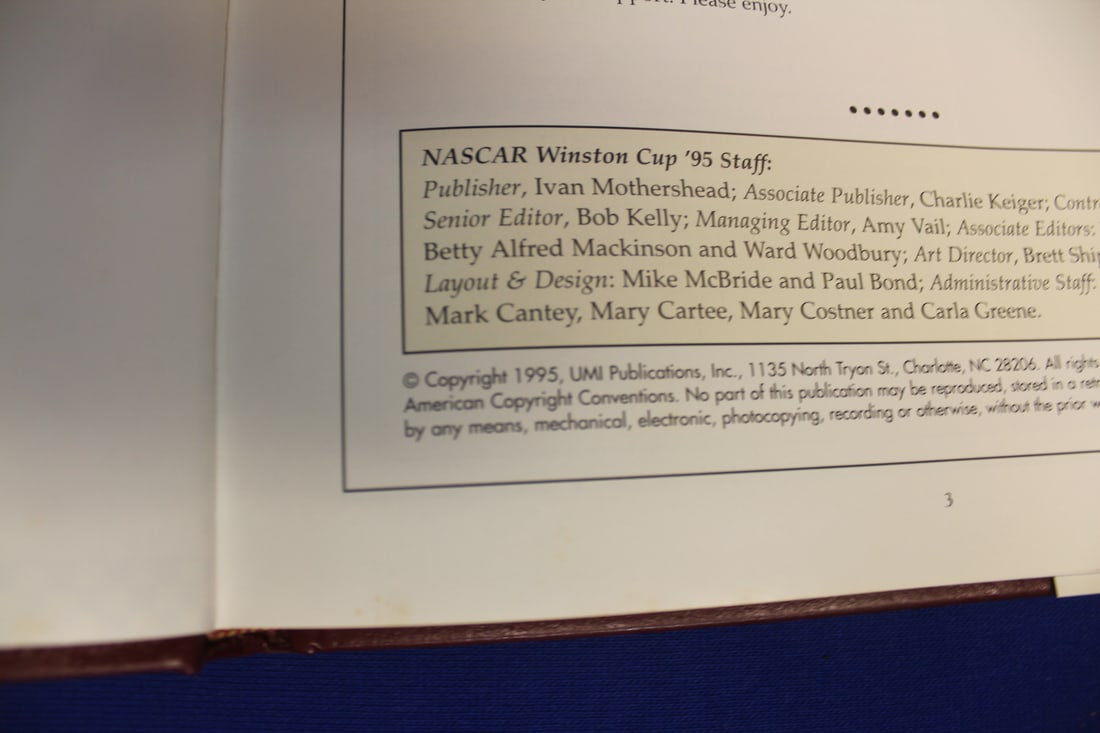 Please enjoy.
•••••••
NASCAR Winston Cup '95 Staff:
Publisher, Ivan Mothershead; Associate Publisher, Charlie Keiger;
Senior Editor, Bob Kelly; Managing Editor, Amy Vail; Associate Editors:
Betty Alfred Mackinson and Ward Woodbury; Art Director, Brett
Layout & Design: Mike McBride and Paul Bond; Administrative Staff:
Mark Cantey, Mary Cartee, Mary Costner and Carla Greene.
© Copyright 1995, UMI Publications, Inc., 1135 North Tryon St., Charlotte, NC 28206. All rights
American Copyright Conventions. No part of this publication may be reproduced, stored in a
by any means, mechanical, electronic, photocopying, recording or otherwise, without the prior
3